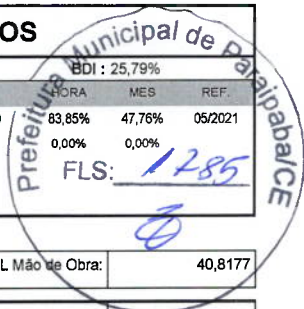 OS
Prefeitura Municipal de Paraipaba/CE
BDI : 25,79%
HORA MES REF.
83,85% 47,76% 05/2021
0,00% 0,00%
FLS: 1285
L Mão de Obra: 40,8177